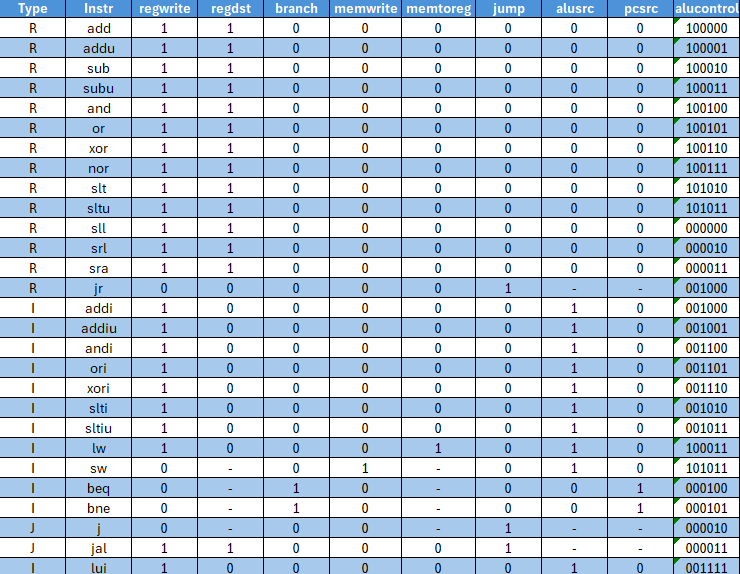 Type Instr regwrite regdst branch memwrite memtoreg jump alusrc pcsrc alucontrol
R add 1 1 0 0 0 0 0 0 100000
R addu 1 1 0 0 0 0 0 0 100001
R sub 1 1 0 0 0 0 0 0 100010
R subu 1 1 0 0 0 0 0 0 100011
R and 1 1 0 0 0 0 0 0 100100
R or 1 1 0 0 0 0 0 0 100101
R xor 1 1 0 0 0 0 0 0 100110
R nor 1 1 0 0 0 0 0 0 100111
R slt 1 1 0 0 0 0 0 0 101010
R sltu 1 1 0 0 0 0 0 0 101011
R sll 1 1 0 0 0 0 0 0 000000
R srl 1 1 0 0 0 0 0 0 000010
R sra 1 1 0 0 0 0 0 0 000011
R jr 0 0 0 0 0 1 - - 001000
I addi 1 0 0 0 0 0 1 0 001000
I addiu 1 0 0 0 0 0 1 0 001001
I andi 1 0 0 0 0 0 1 0 001100
I ori 1 0 0 0 0 0 1 0 001101
I xori 1 0 0 0 0 0 1 0 001110
I slti 1 0 0 0 0 0 1 0 001010
I sltiu 1 0 0 0 0 0 1 0 001011
I lw 1 0 0 0 1 0 1 0 100011
I sw 0 - 0 1 - 0 1 0 101011
I beq 0 - 1 0 - 0 0 1 000100
I bne 0 - 1 0 - 0 0 1 000101
J j 0 - 0 0 - 1 - - 000010
J jal 1 1 0 0 0 1 - - 000011
I lui 1 0 0 0 0 0 1 0 001111